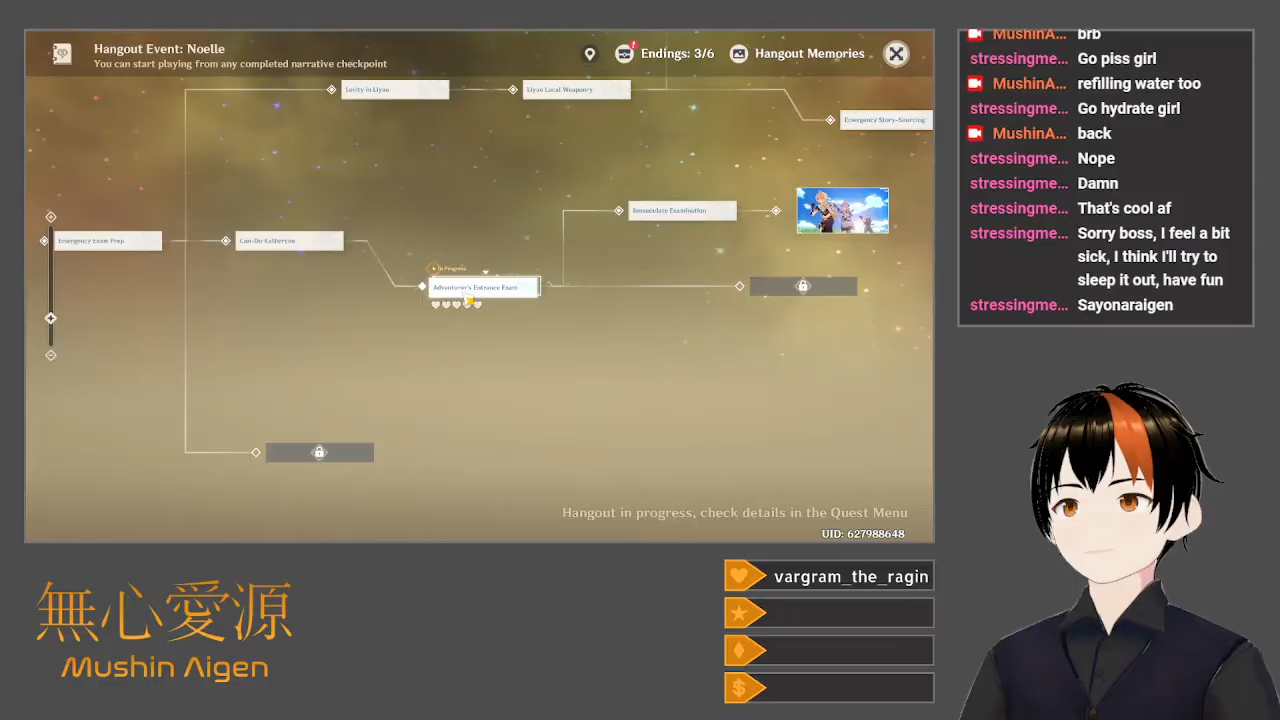 Hangout Event: Noelle
You can start playing from any completed narrative checkpoint
Endings: 3/6
Hangout Memories
Levity in Liyue
Liyue Local Weaponry
Emergency Story-Sourcing
Immaculate Examination
Emergency Exam Prep
Can-Do Katheryne
In Progress
Adventurer's Entrance Exam
Hangout in progress, check details in the Quest Menu
UID: 627988648
MushinA... brb
stressingme... Go piss girl
MushinA... refilling water too
stressingme... Go hydrate girl
MushinA... back
stressingme... Nope
stressingme... Damn
stressingme... That's cool af
stressingme... Sorry boss, I feel a bit
sick, I think I'll try to
sleep it out, have fun
stressingme... Sayonaraigen
無心愛源
Mushin Aigen
vargram_the_ragin